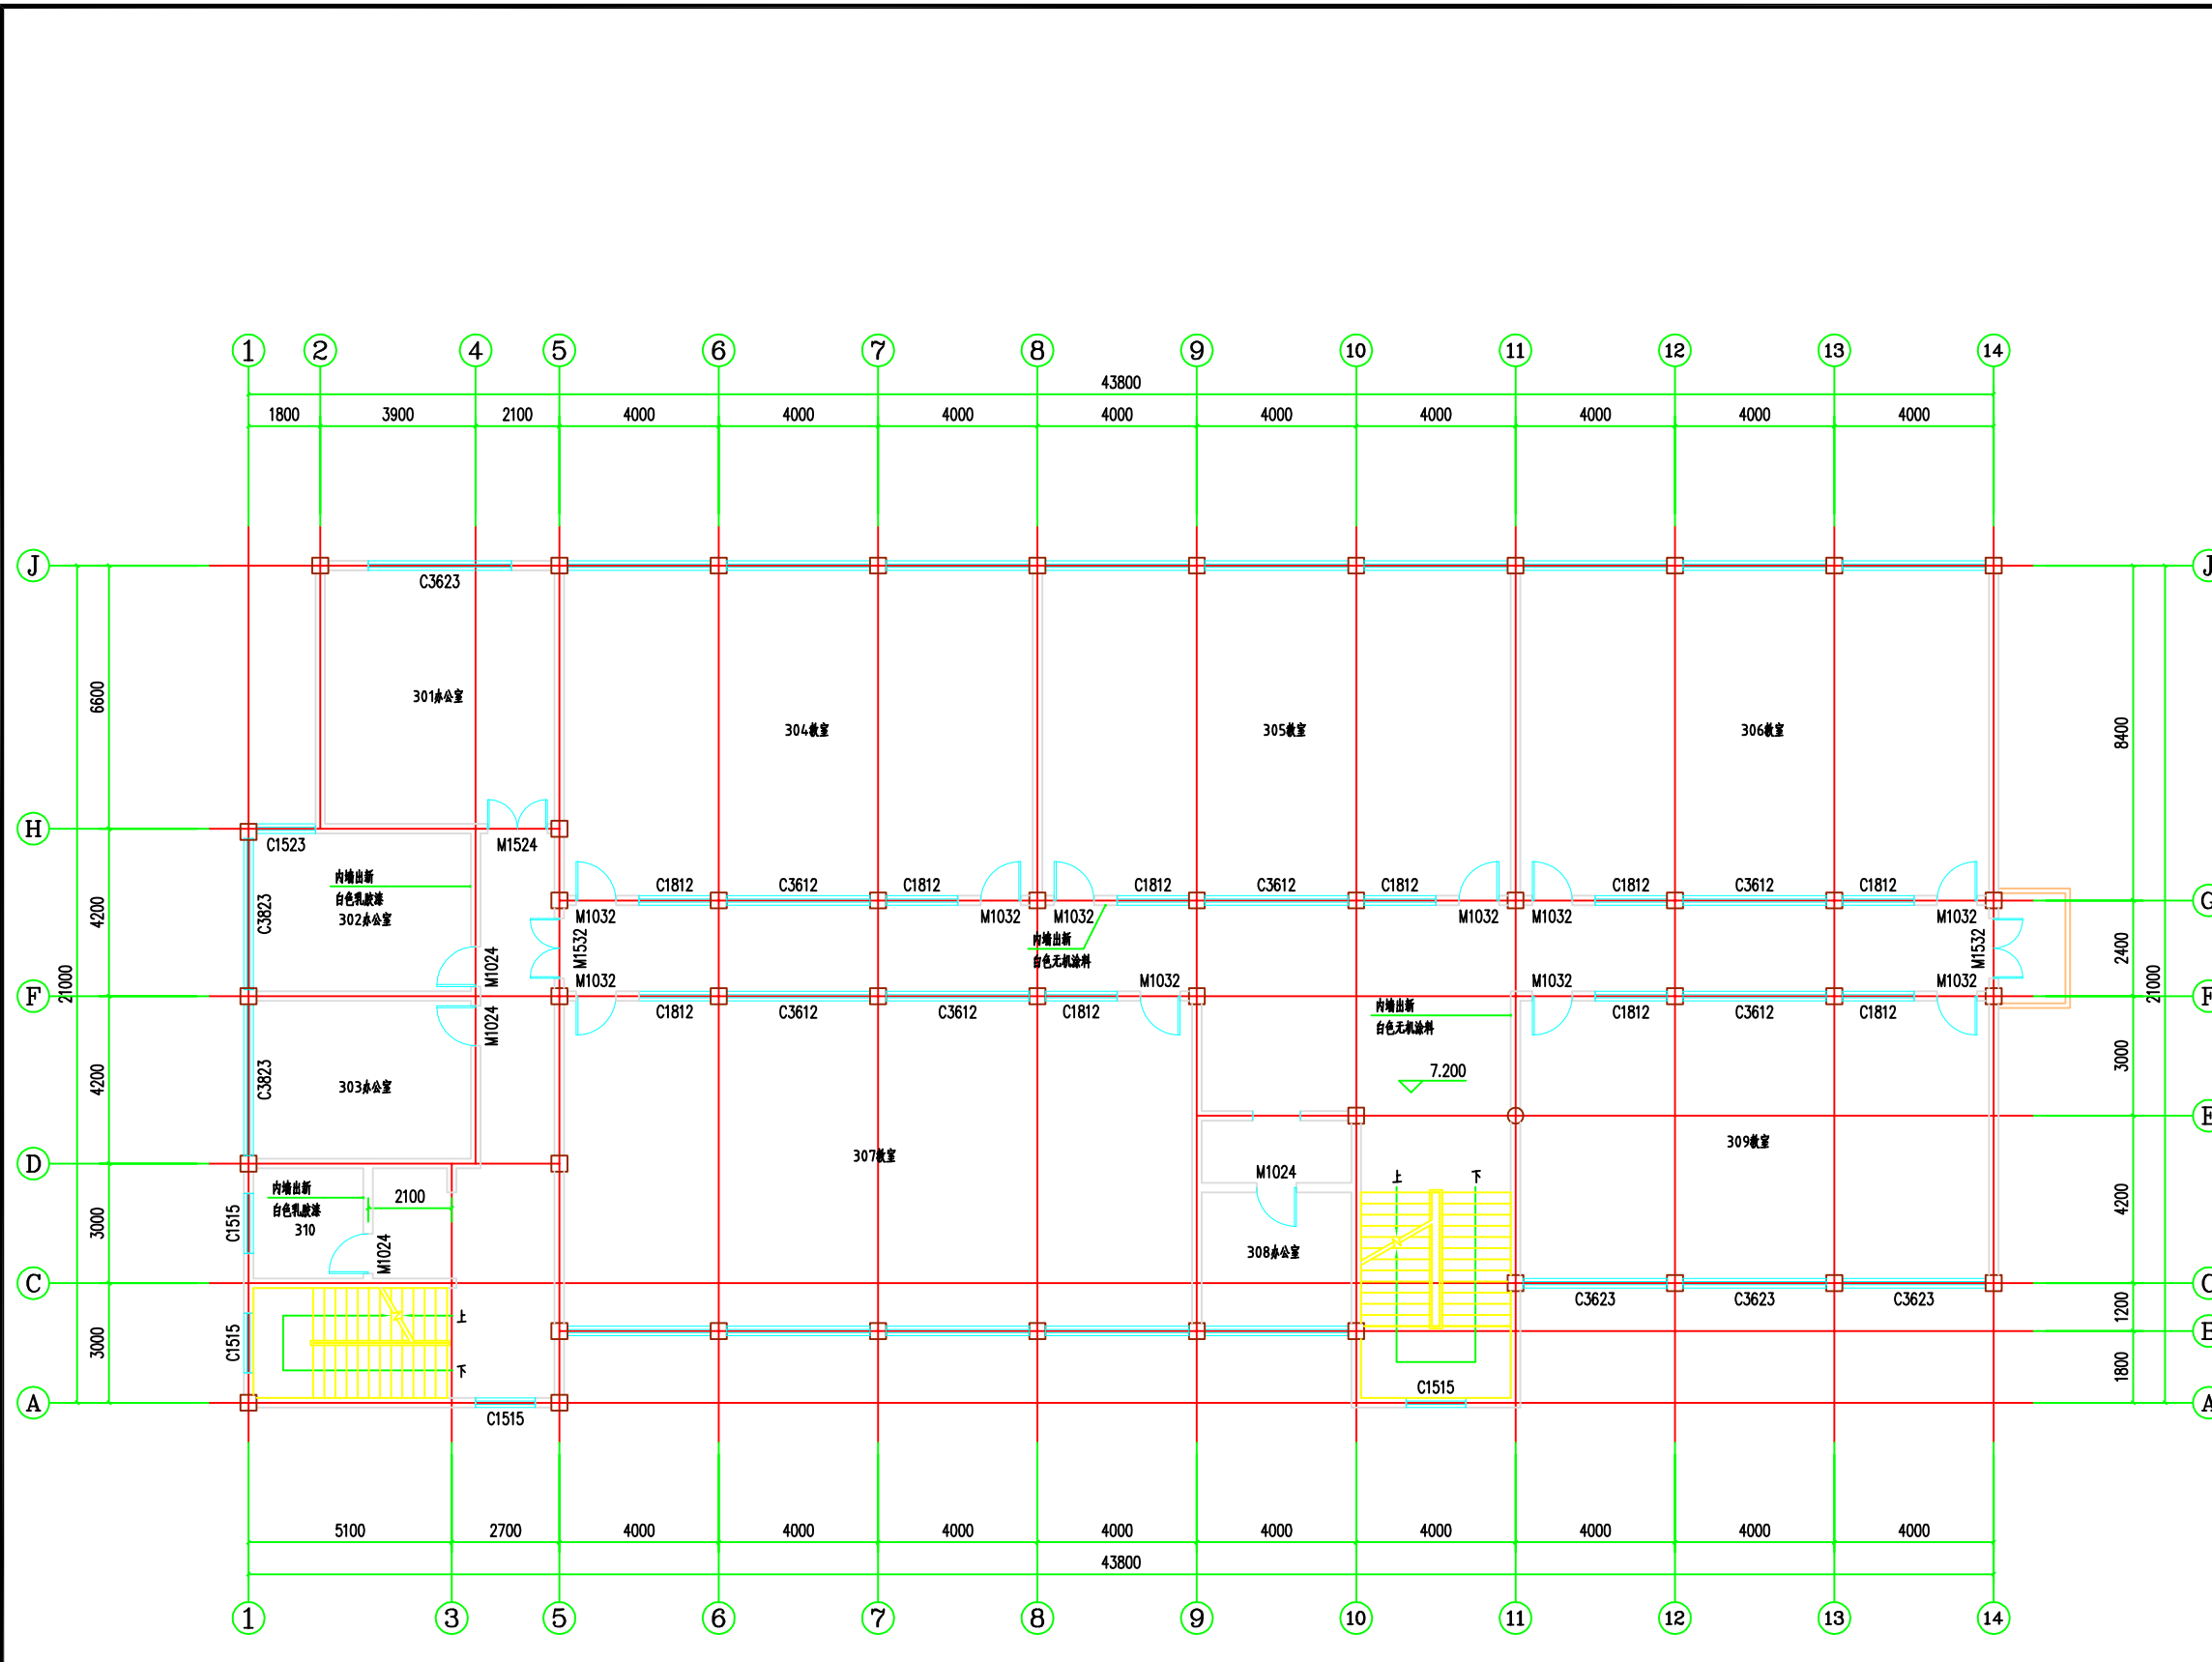 1 2 4 5 6 7 8 9 10 11 12 13 14
43800
1800 3900 2100 4000 4000 4000 4000 4000 4000 4000 4000 4000
J J
C3623
6600
301办公室
304教室 305教室 306教室
8400
H
C1523 M1524
内墙出新
白色乳胶漆
302办公室
C3823
4200
C1812 C3612 C1812 C1812 C3612 C1812 C1812 C3612 C1812
G
M1032 M1032 M1032 M1032 M1032 M1032
M1532
内墙出新
白色无机涂料
M1532
2400
M1024
21000
21000
M1032 M1032 M1032 M1032
F F
C1812 C3612 C3612 C1812 C1812 C3612 C1812
M1024
内墙出新
白色无机涂料
7.200
3000
C3823
4200
303办公室
E
307教室
309教室
D
M1024
上 下
内墙出新
白色乳胶漆
310
2100
C1515
3000
M1024
308办公室
4200
C C
C3623 C3623 C3623
1200
上
C1515
3000
B
下
1800
C1515
A A
C1515
5100 2700 4000 4000 4000 4000 4000 4000 4000 4000 4000
43800
1 3 5 6 7 8 9 10 11 12 13 14